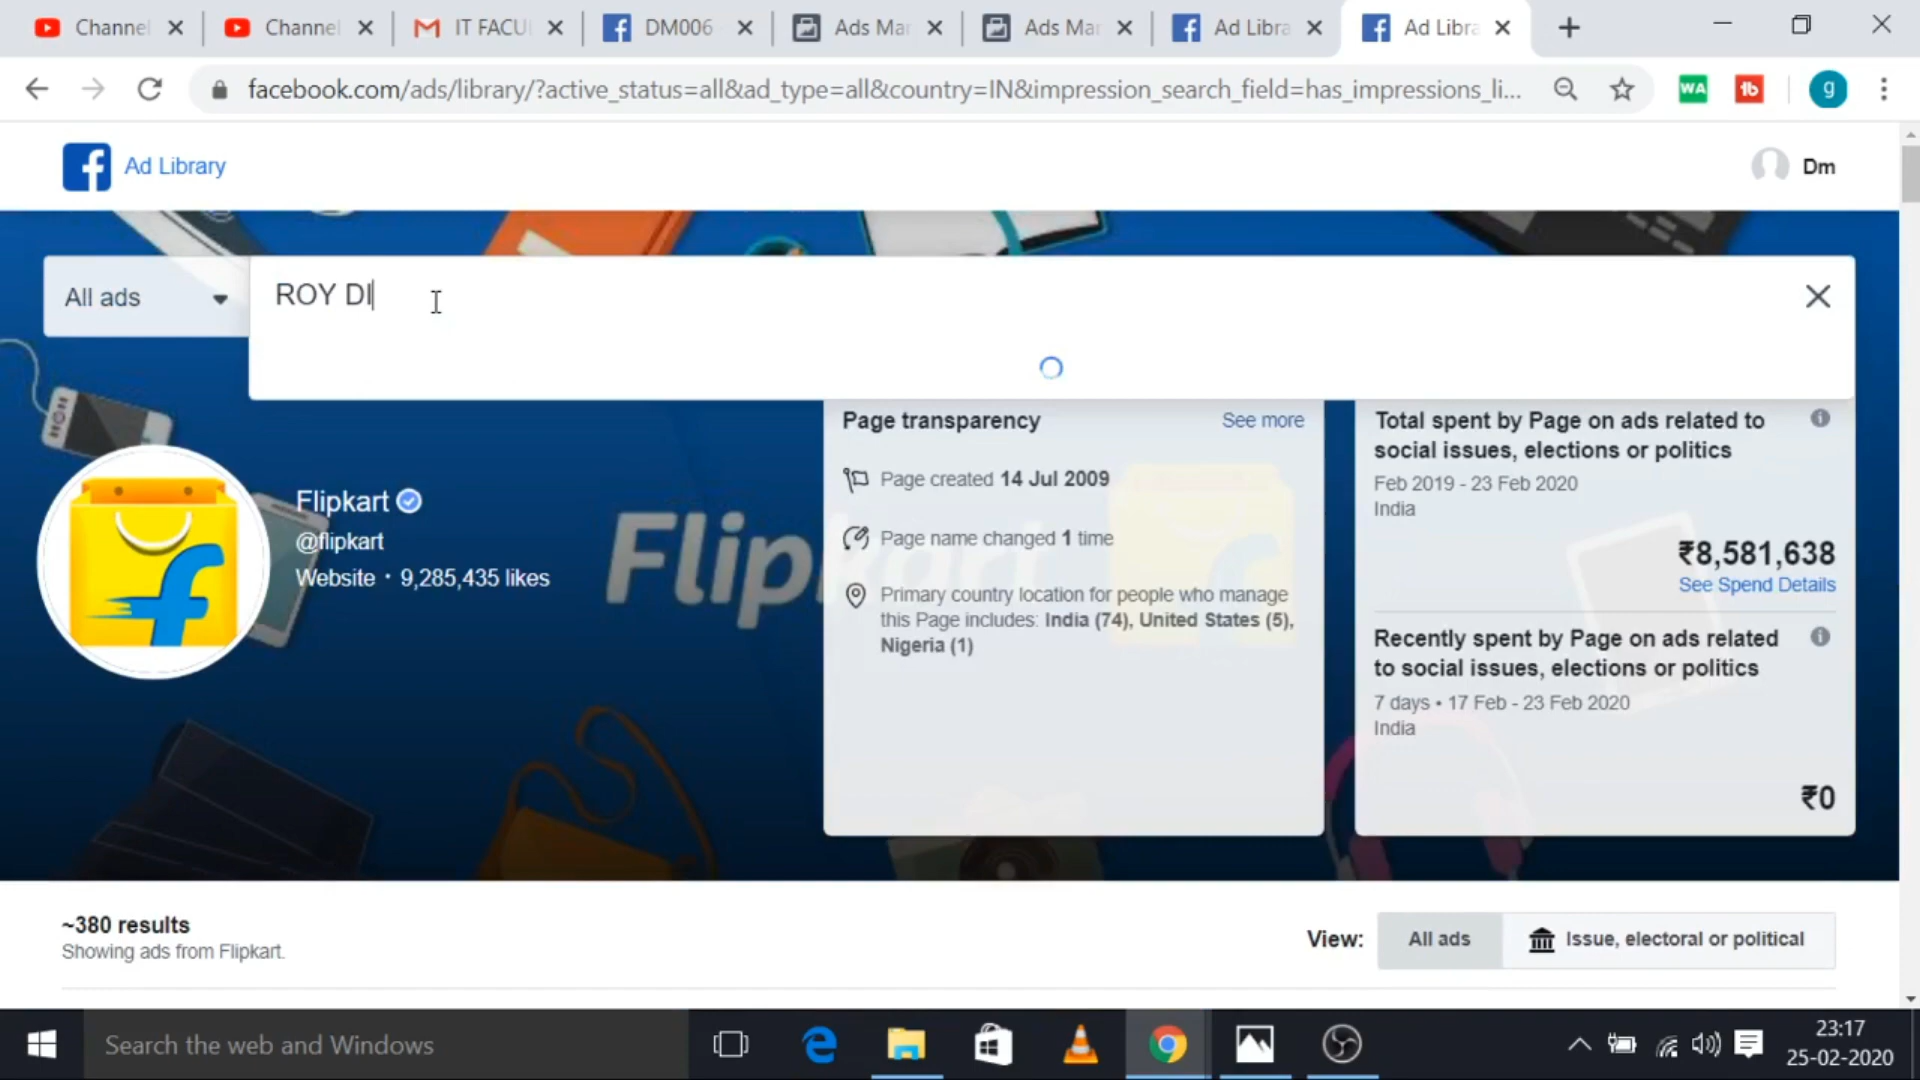 Channel
Channel
IT FACU
DM006
Ads Mar
Ads Mar
Ad Libra
Ad Libra
facebook.com/ads/library/?active_status=all&ad_type=all&country=IN&impression_search_field=has_impressions_li...
WA
g
Ad Library
Dm
All ads
ROY DI
Page transparency
See more
Page created 14 Jul 2009
Page name changed 1 time
Primary country location for people who manage
this Page includes: India (74), United States (5),
Nigeria (1)
Total spent by Page on ads related to
social issues, elections or politics
Feb 2019 - 23 Feb 2020
India
₹8,581,638
See Spend Details
Recently spent by Page on ads related
to social issues, elections or politics
7 days • 17 Feb - 23 Feb 2020
India
₹0
Flipkart
@flipkart
Website · 9,285,435 likes
Flipkart
~380 results
Showing ads from Flipkart.
View:
All ads
Issue, electoral or political
Search the web and Windows
23:17
25-02-2020